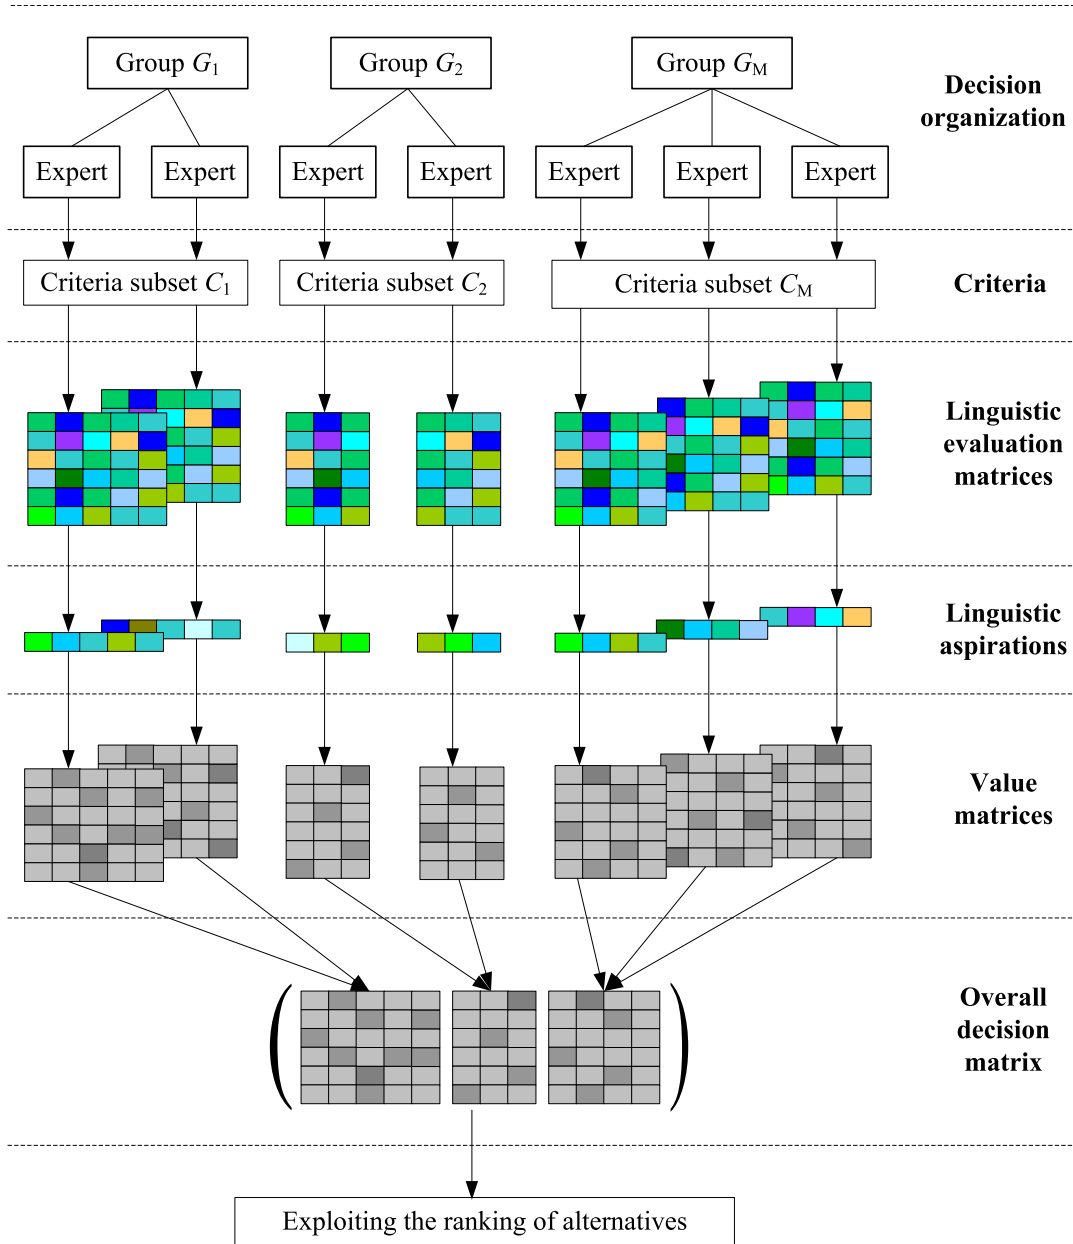 Group G₁
Group G₂
Group G_M
Decision
organization
Expert
Expert
Expert
Expert
Expert
Expert
Expert
Criteria subset C₁
Criteria subset C₂
Criteria subset C_M
Criteria
Linguistic
evaluation
matrices
Linguistic
aspirations
Value
matrices
Overall
decision
matrix
Exploiting the ranking of alternatives